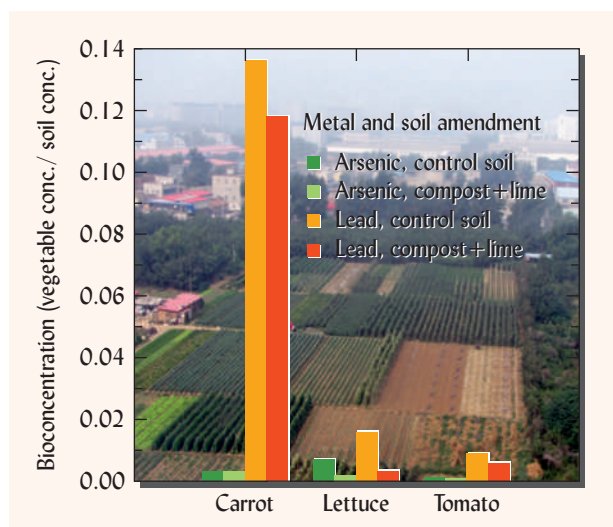 Bioconcentration (vegetable conc./ soil conc.)
0.14
0.12
0.10
0.08
0.06
0.04
0.02
0.00
Metal and soil amendment
Arsenic, control soil
Arsenic, compost+lime
Lead, control soil
Lead, compost+lime
Carrot Lettuce Tomato